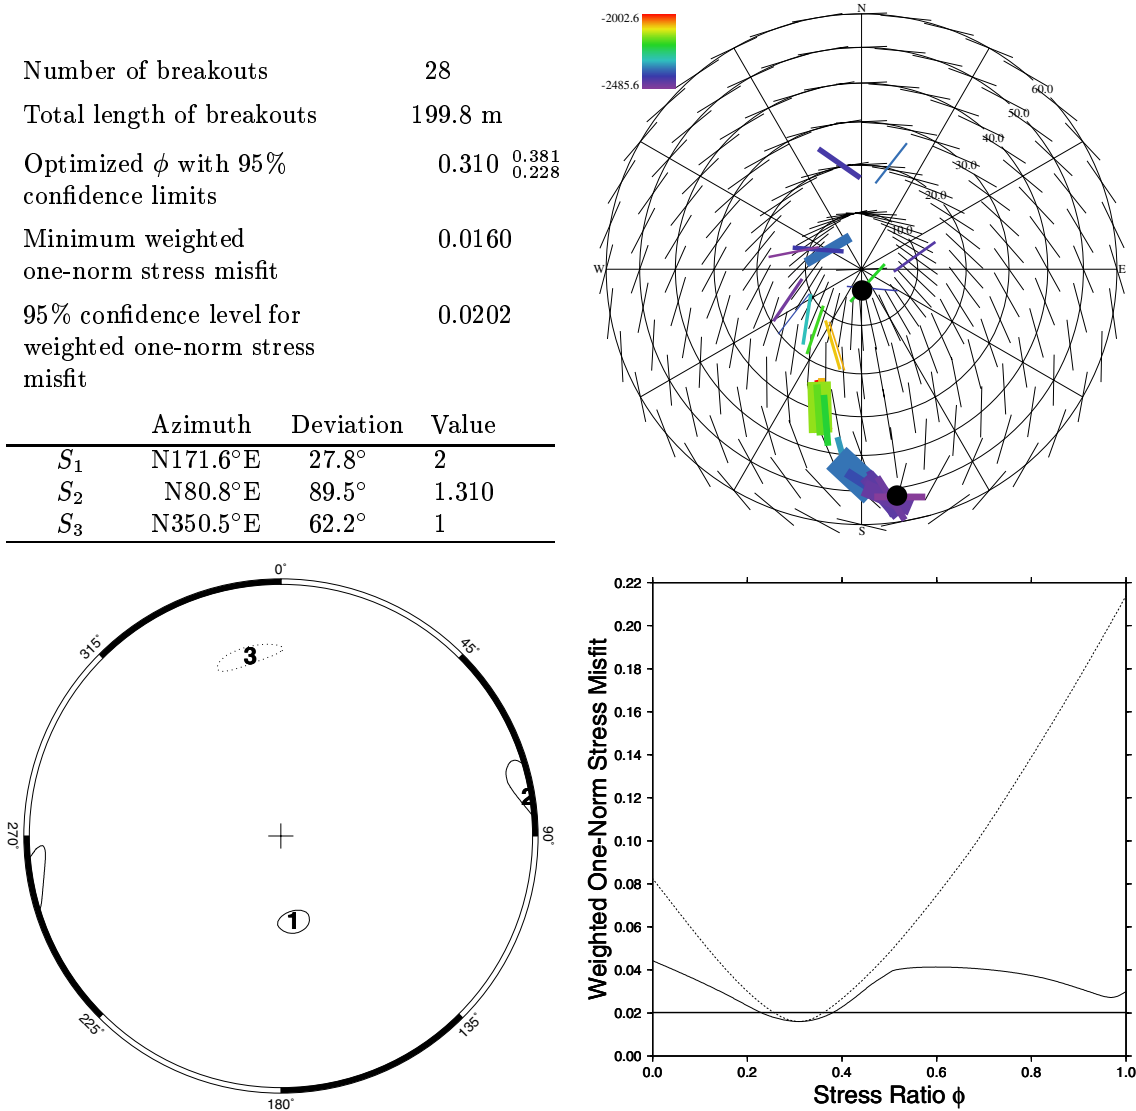 Number of breakouts 28
Total length of breakouts 199.8 m
Optimized ϕ with 95% 0.310 0.381
confidence limits 0.228
Minimum weighted 0.0160
one-norm stress misfit
95% confidence level for 0.0202
weighted one-norm stress
misfit
Azimuth Deviation Value
S1 N171.6°E 27.8° 2
S2 N80.8°E 89.5° 1.310
S3 N350.5°E 62.2° 1
-2002.6
-2485.6
N
60.0
50.0
40.0
30.0
20.0
10.0
W
E
S
0°
45°
90°
135°
180°
225°
270°
315°
3
2
1
Weighted One-Norm Stress Misfit
0.22
0.20
0.18
0.16
0.14
0.12
0.10
0.08
0.06
0.04
0.02
0.00
0.0 0.2 0.4 0.6 0.8 1.0
Stress Ratio ϕ